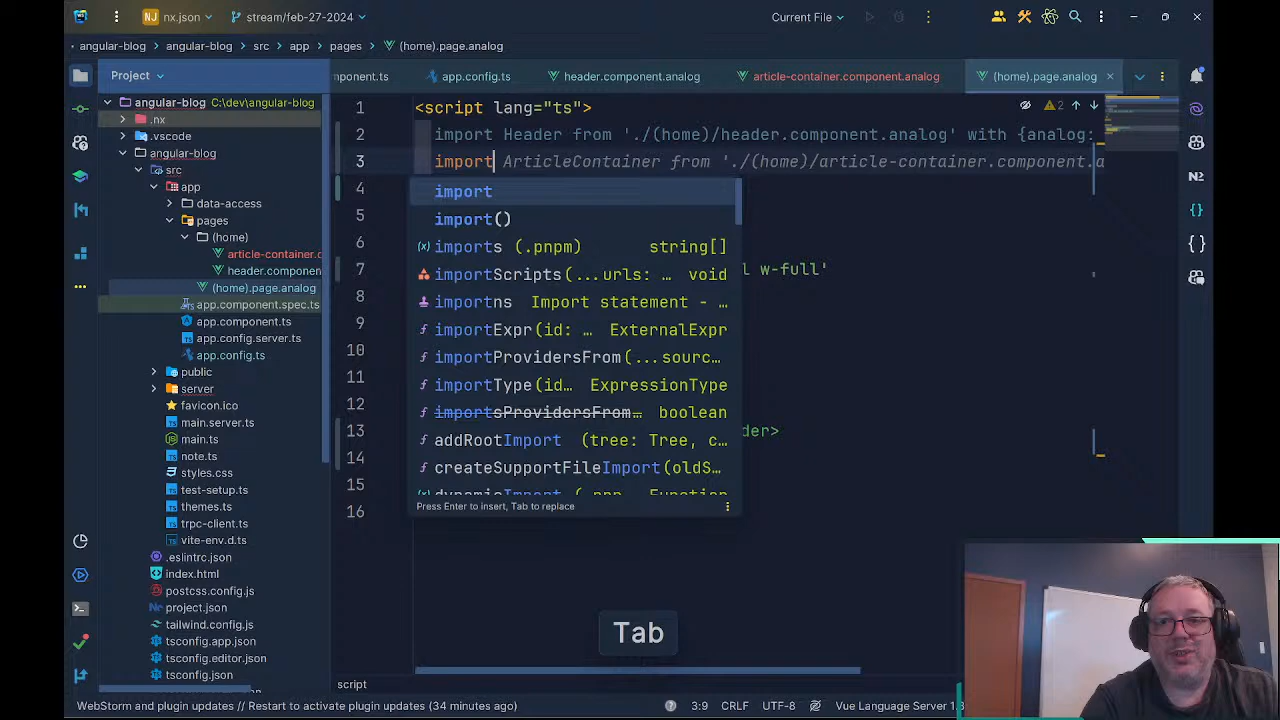 NJ nx.json
stream/feb-27-2024
Current File
angular-blog > angular-blog > src > app > pages > (home).page.analog
Project
mponent.ts
app.config.ts
header.component.analog
article-container.component.analog
(home).page.analog
angular-blog C:\dev\angular-blog
.nx
.vscode
angular-blog
src
app
data-access
pages
(home)
article-container.c
header.componen
(home).page.analog
app.component.spec.ts
app.component.ts
app.config.server.ts
app.config.ts
public
server
favicon.ico
main.server.ts
main.ts
note.ts
styles.css
test-setup.ts
themes.ts
trpc-client.ts
vite-env.d.ts
.eslintrc.json
index.html
postcss.config.js
project.json
tailwind.config.js
tsconfig.app.json
tsconfig.editor.json
tsconfig.json
1 <script lang="ts">
2
2 import Header from './(home)/header.component.analog' with {analog:
3 import ArticleContainer from './(home)/article-container.component.a
4
5
6
7 l w-full'
8
9
10
11
12
13 der>
14
15
16
import
import()
imports (.pnpm) string[]
importScripts(...urls: … void
importns Import statement - …
importExpr(id: … ExternalExpr
importProvidersFrom(...sourc…
importType(id… ExpressionType
importsProvidersFrom… boolean
addRootImport (tree: Tree, c…
createSupportFileImport(oldS…
Press Enter to insert, Tab to replace
N2
Tab
script
WebStorm and plugin updates // Restart to activate plugin updates (34 minutes ago)
3:9 CRLF UTF-8 Vue Language Server 1.8